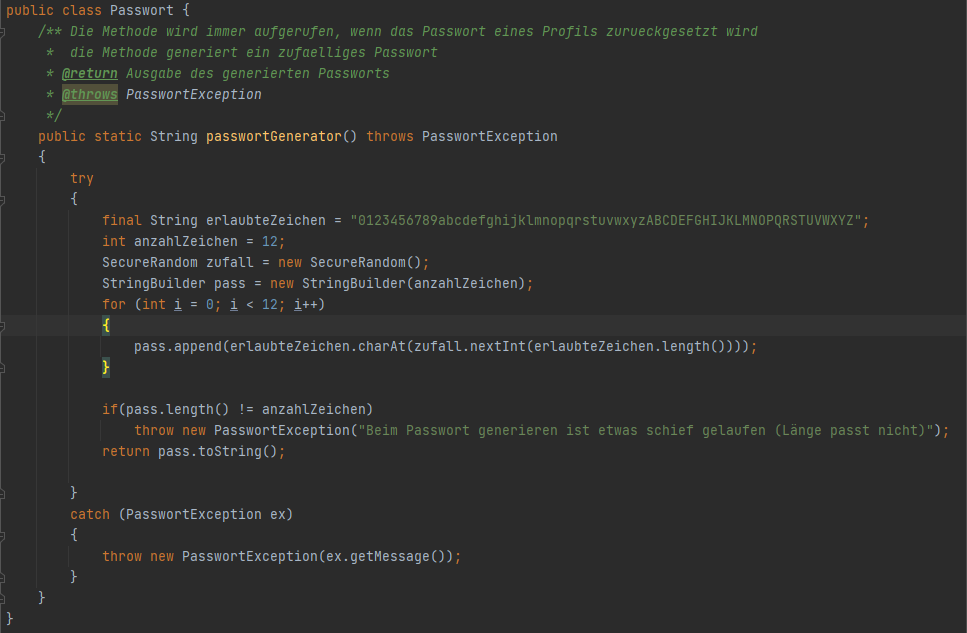 public class Passwort {
    /** Die Methode wird immer aufgerufen, wenn das Passwort eines Profils zurueckgesetzt wird
     *  die Methode generiert ein zufaelliges Passwort
     * @return Ausgabe des generierten Passworts
     * @throws PasswortException
     */
    public static String passwortGenerator() throws PasswortException
    {
        try
        {
            final String erlaubteZeichen = "0123456789abcdefghijklmnopqrstuvwxyzABCDEFGHIJKLMNOPQRSTUVWXYZ";
            int anzahlZeichen = 12;
            SecureRandom zufall = new SecureRandom();
            StringBuilder pass = new StringBuilder(anzahlZeichen);
            for (int i = 0; i < 12; i++)
            {
                pass.append(erlaubteZeichen.charAt(zufall.nextInt(erlaubteZeichen.length())));
            }

            if(pass.length() != anzahlZeichen)
                throw new PasswortException("Beim Passwort generieren ist etwas schief gelaufen (Länge passt nicht)");
            return pass.toString();

        }
        catch (PasswortException ex)
        {
            throw new PasswortException(ex.getMessage());
        }
    }
}